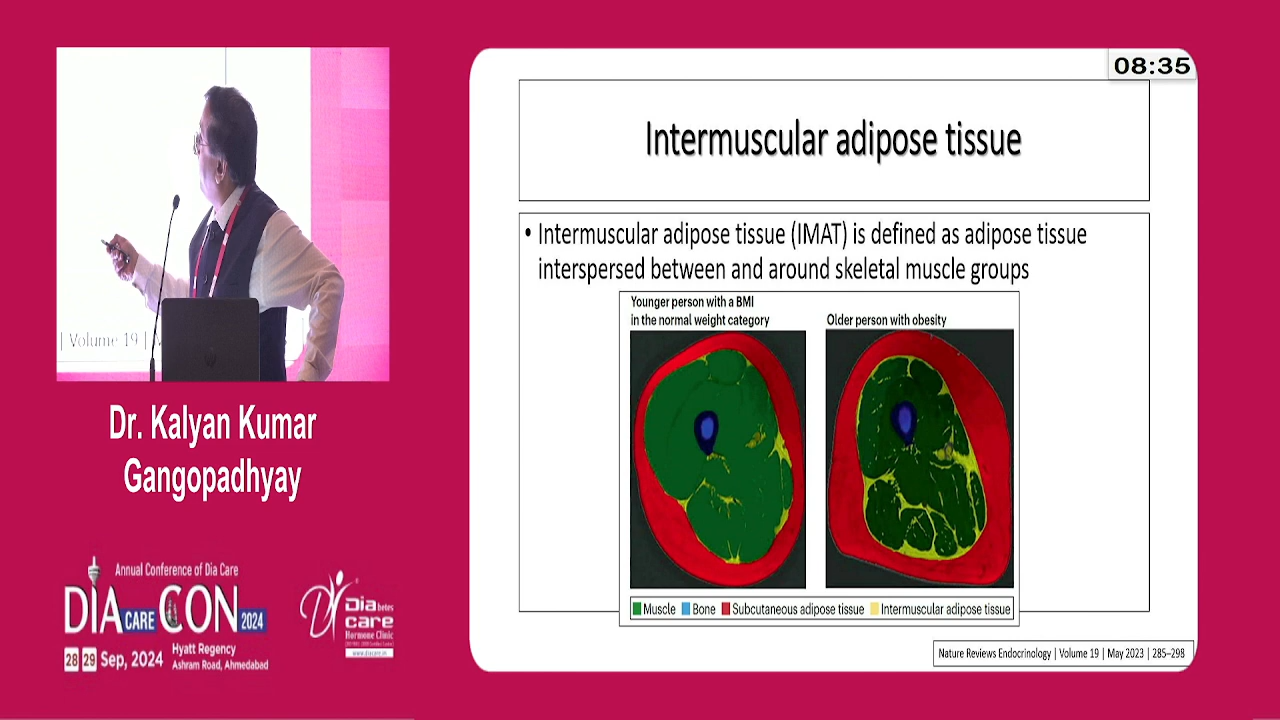 08:35
Intermuscular adipose tissue
• Intermuscular adipose tissue (IMAT) is defined as adipose tissue
interspersed between and around skeletal muscle groups
Younger person with a BMI
in the normal weight category
Older person with obesity
Muscle Bone Subcutaneous adipose tissue Intermuscular adipose tissue
Nature Reviews Endocrinology | Volume 19 | May 2023 | 285–298
| Volume 19 |
Dr. Kalyan Kumar
Gangopadhyay
Annual Conference of Dia Care
DIA CARE CON 2024
28 29 Sep, 2024
Hyatt Regency
Ashram Road, Ahmedabad
Diabetes
care
Hormone Clinic
www.diacare.in